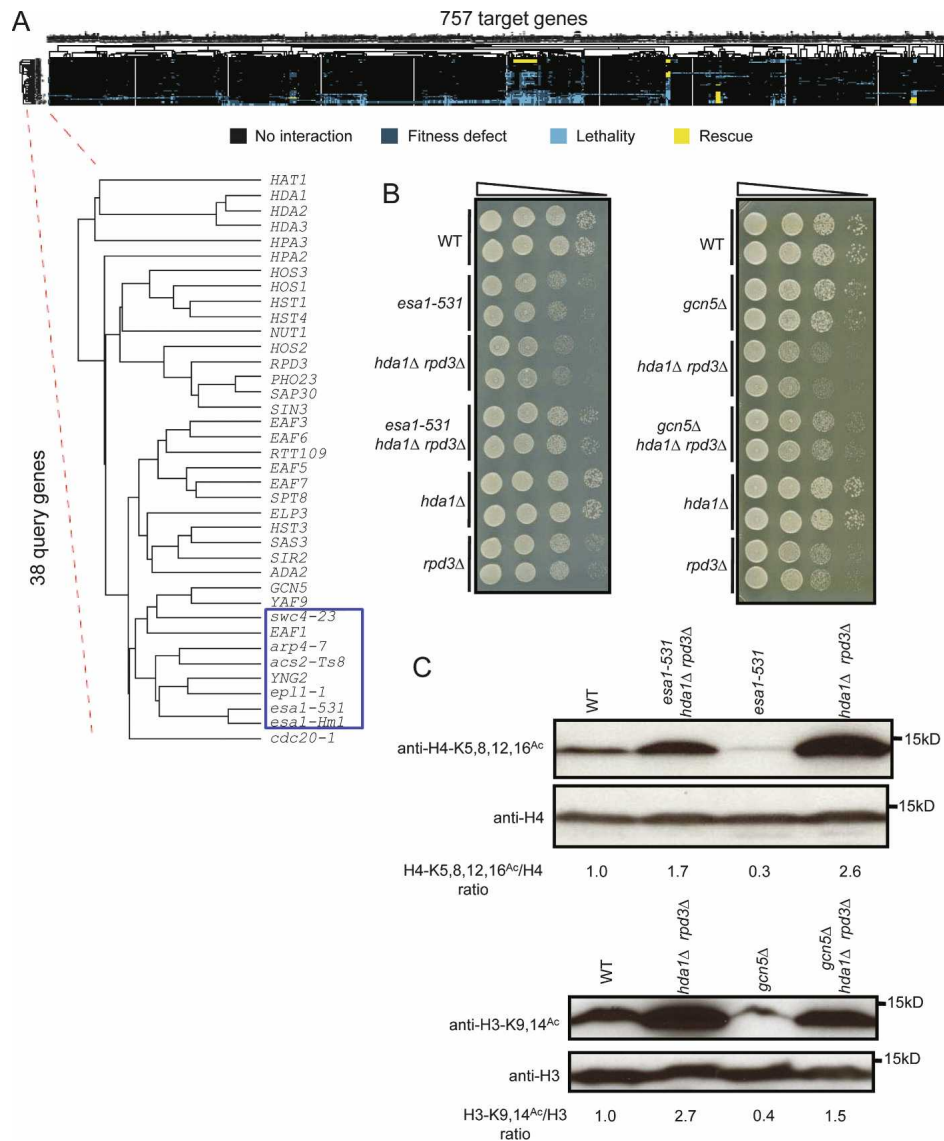 A
757 target genes
No interaction
Fitness defect
Lethality
Rescue
38 query genes
HAT1
HDA1
HDA2
HDA3
HPA3
HPA2
HOS3
HOS1
HST1
HST4
NUT1
HOS2
RPD3
PHO23
SAP30
SIN3
EAF3
EAF6
RTT109
EAF5
EAF7
SPT8
ELP3
HST3
SAS3
SIR2
ADA2
GCN5
YAF9
swc4-23
EAF1
arp4-7
acs2-Ts8
YNG2
epl1-1
esa1-531
esa1-Hm1
cdc20-1
B
WT
esa1-531
hda1Δ rpd3Δ
esa1-531
hda1Δ rpd3Δ
hda1Δ
rpd3Δ
WT
gcn5Δ
hda1Δ rpd3Δ
gcn5Δ
hda1Δ rpd3Δ
hda1Δ
rpd3Δ
C
WT
esa1-531
hda1Δ rpd3Δ
esa1-531
hda1Δ rpd3Δ
anti-H4-K5,8,12,16Ac
15kD
anti-H4
15kD
H4-K5,8,12,16Ac/H4
ratio
1.0 1.7 0.3 2.6
WT
hda1Δ rpd3Δ
gcn5Δ
gcn5Δ
hda1Δ rpd3Δ
anti-H3-K9,14Ac
15kD
anti-H3
15kD
H3-K9,14Ac/H3
ratio
1.0 2.7 0.4 1.5